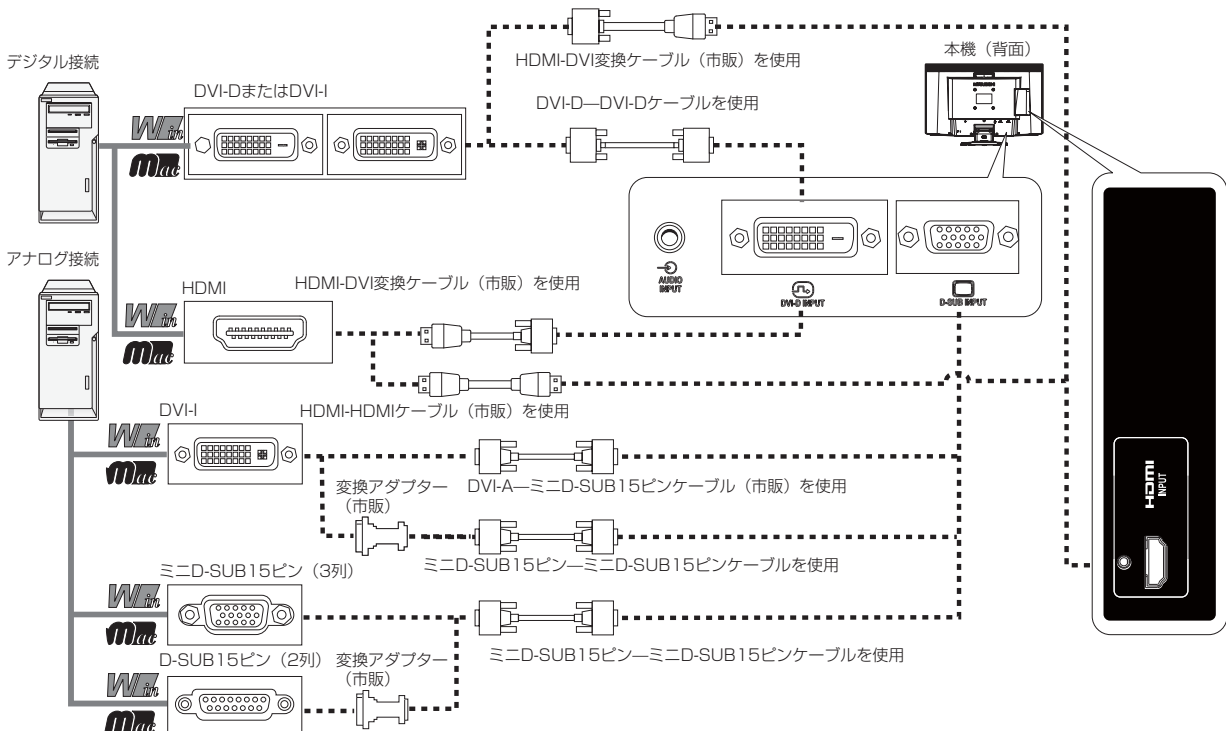 デジタル接続
DVI-DまたはDVI-I
Win
Mac
HDMI-DVI変換ケーブル（市販）を使用
DVI-D―DVI-Dケーブルを使用
本機（背面）
AUDIO
INPUT
DVI-D INPUT
D-SUB INPUT
アナログ接続
HDMI
Win
Mac
HDMI-DVI変換ケーブル（市販）を使用
HDMI-HDMIケーブル（市販）を使用
DVI-I
Win
Mac
DVI-A―ミニD-SUB15ピンケーブル（市販）を使用
変換アダプター
（市販）
ミニD-SUB15ピン―ミニD-SUB15ピンケーブルを使用
ミニD-SUB15ピン（3列）
Win
Mac
ミニD-SUB15ピン―ミニD-SUB15ピンケーブルを使用
D-SUB15ピン（2列）
変換アダプター
（市販）
Win
Mac
HDMI
INPUT